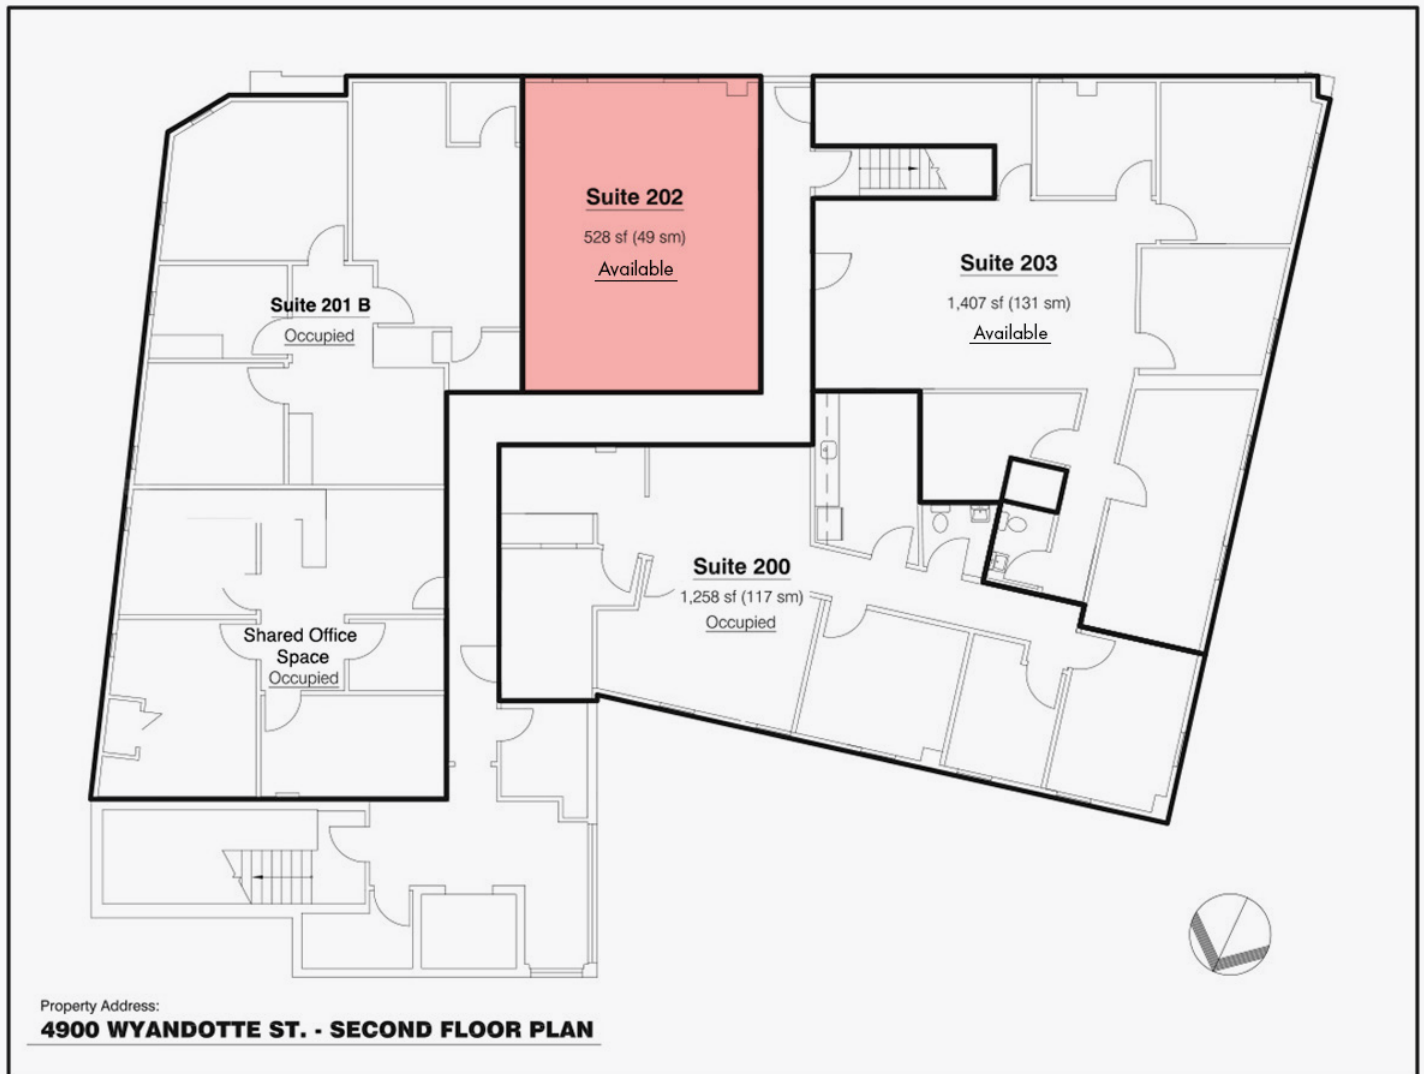 Suite 202
528 sf (49 sm)
Available
Suite 203
1,407 sf (131 sm)
Available
Suite 201 B
Occupied
Suite 200
1,258 sf (117 sm)
Occupied
Shared Office
Space
Occupied
Property Address:
4900 WYANDOTTE ST. - SECOND FLOOR PLAN